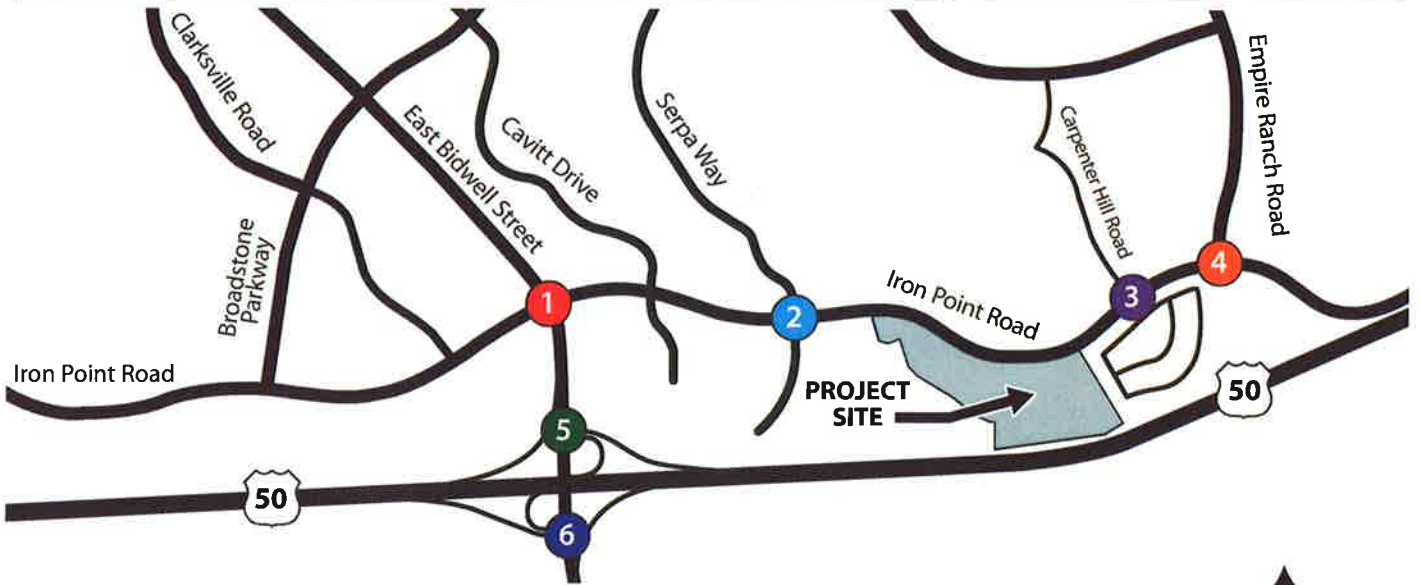 Clarksville Road
East Bidwell Street
Cavitt Drive
Serpa Way
Carpenter Hill Road
Empire Ranch Road
Broadstone
Parkway
1
2
Iron Point Road
3
4
Iron Point Road
PROJECT
SITE
50
5
50
6